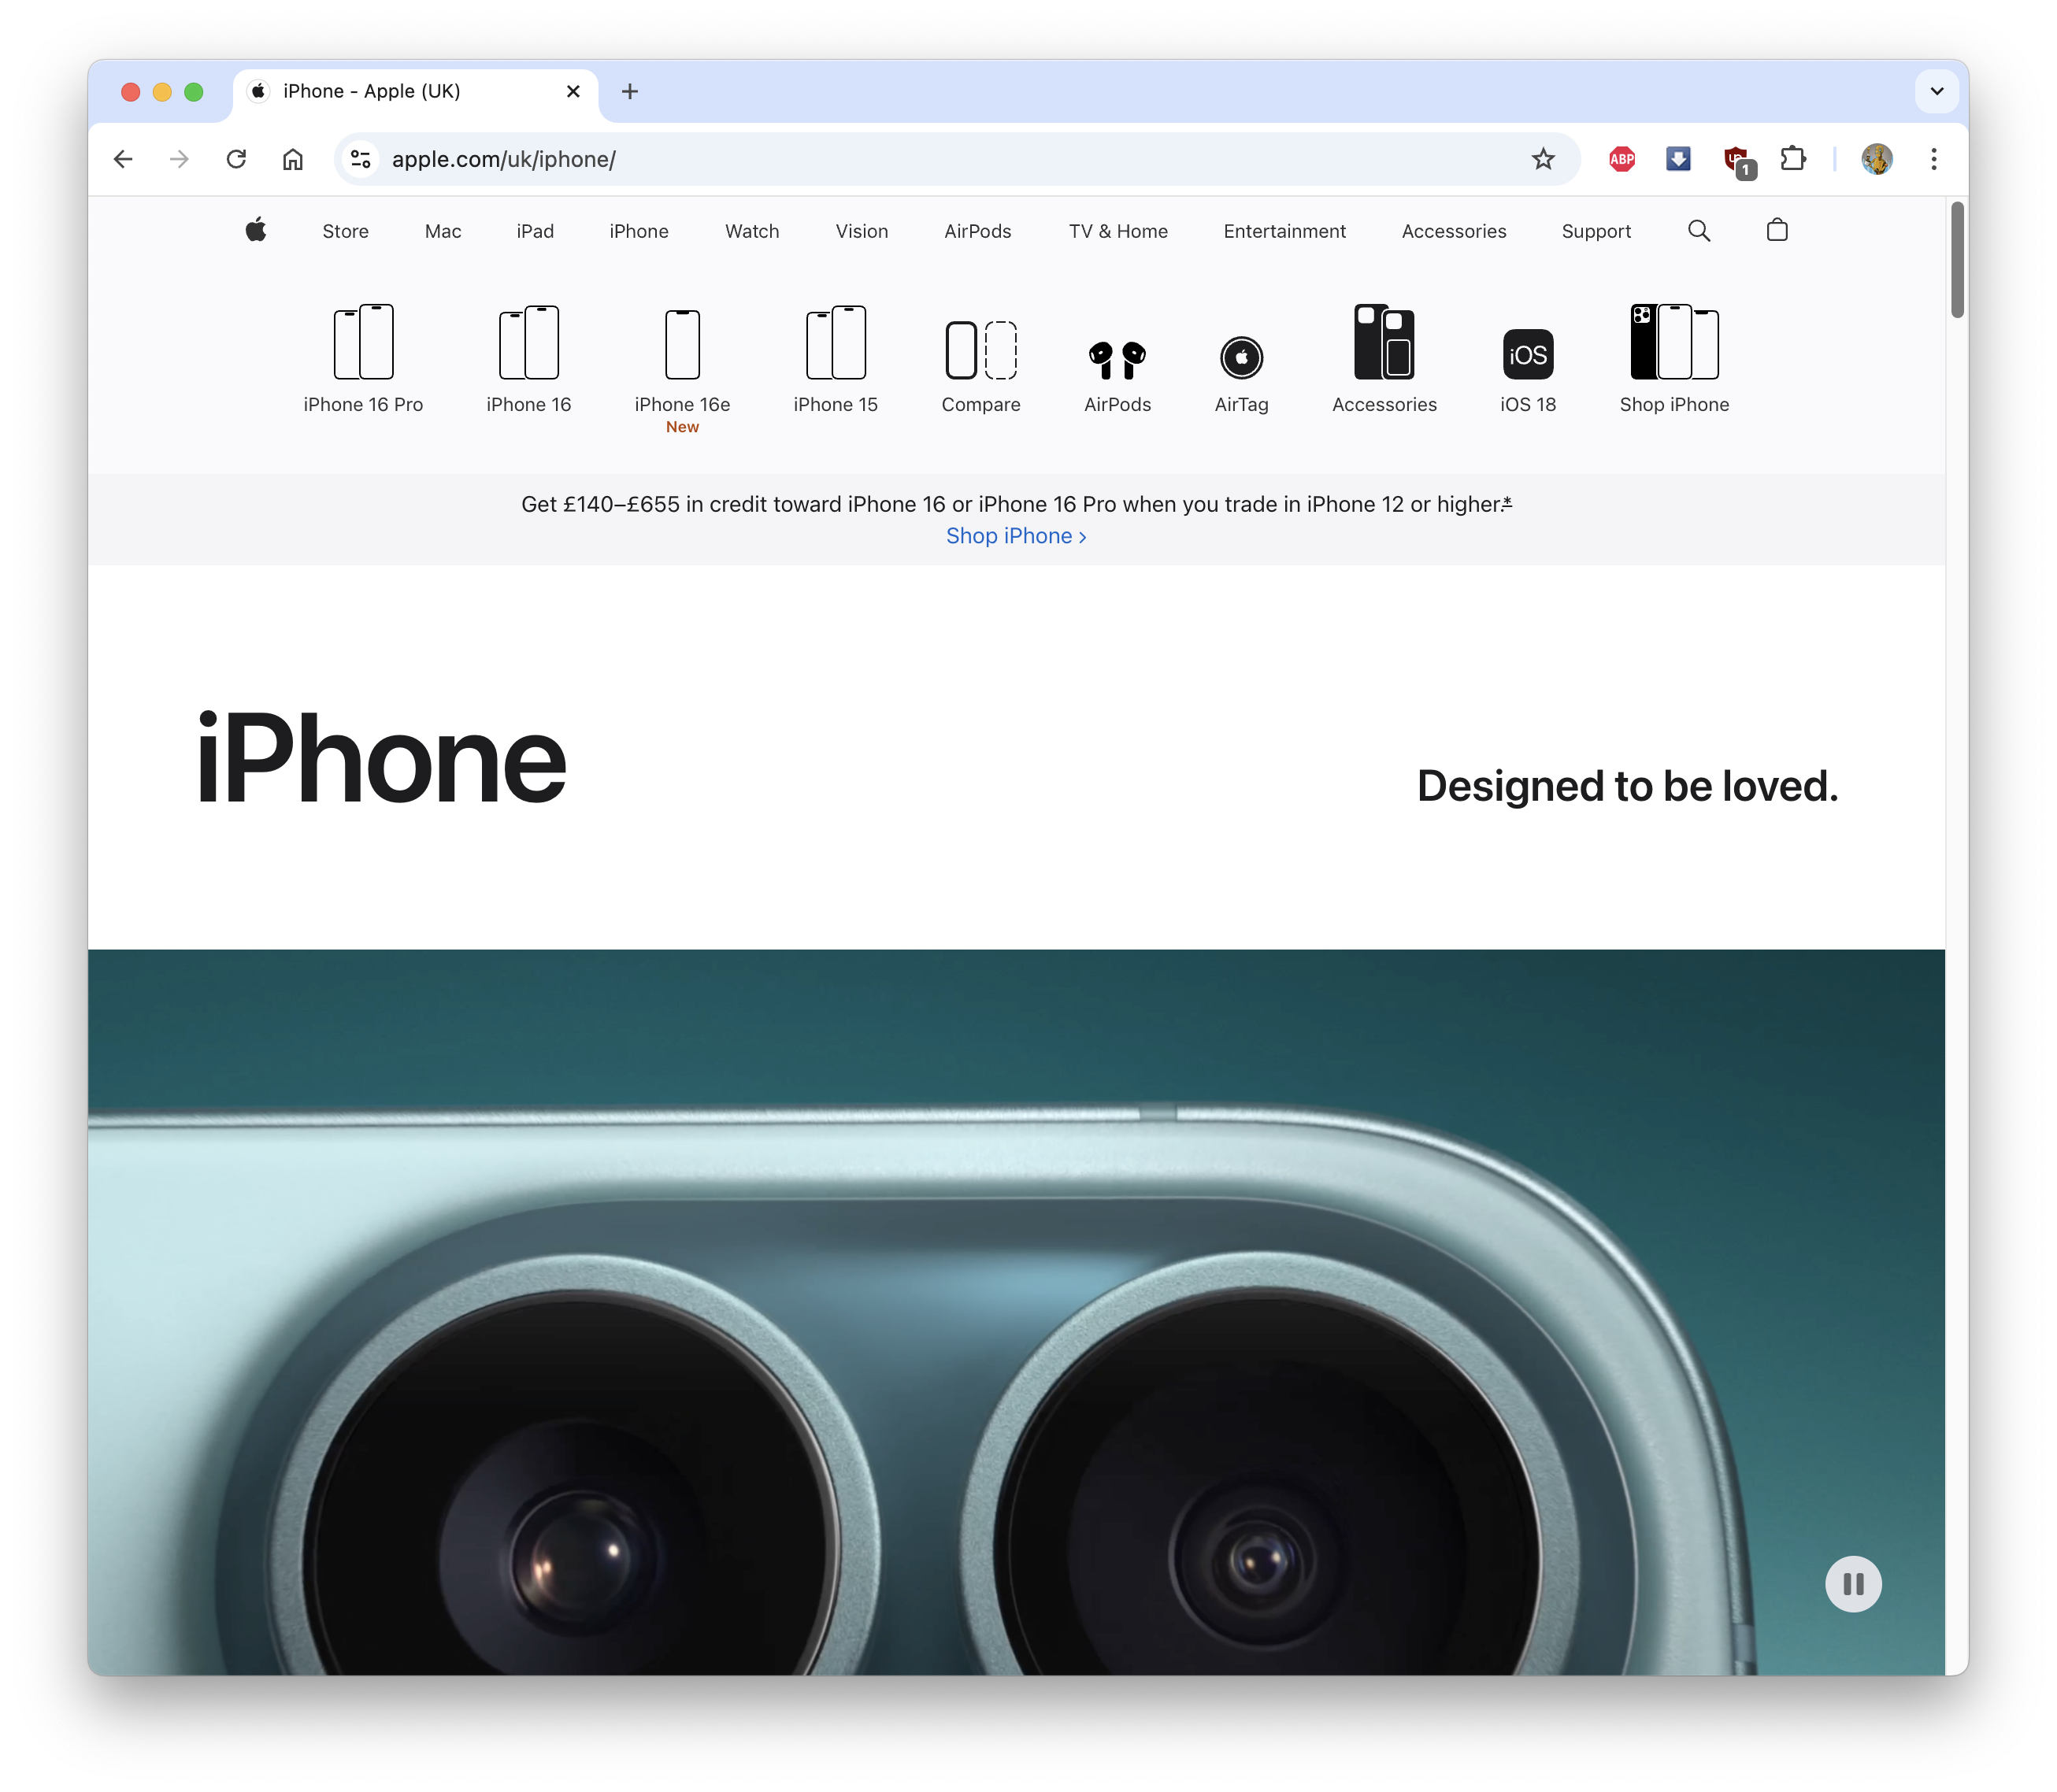 iPhone - Apple (UK)
apple.com/uk/iphone/
ABP
1
Store Mac iPad iPhone Watch Vision AirPods TV & Home Entertainment Accessories Support
iOS
iPhone 16 Pro iPhone 16 iPhone 16e iPhone 15 Compare AirPods AirTag Accessories iOS 18 Shop iPhone
New
Get £140–£655 in credit toward iPhone 16 or iPhone 16 Pro when you trade in iPhone 12 or higher.*
Shop iPhone >
iPhone
Designed to be loved.